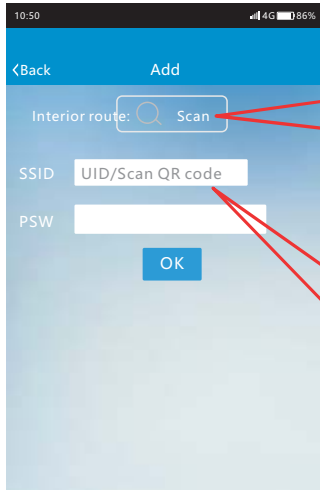 10:50 4G 86%
Back Add
Interior route: Scan
SSID UID/Scan QR code
PSW
OK